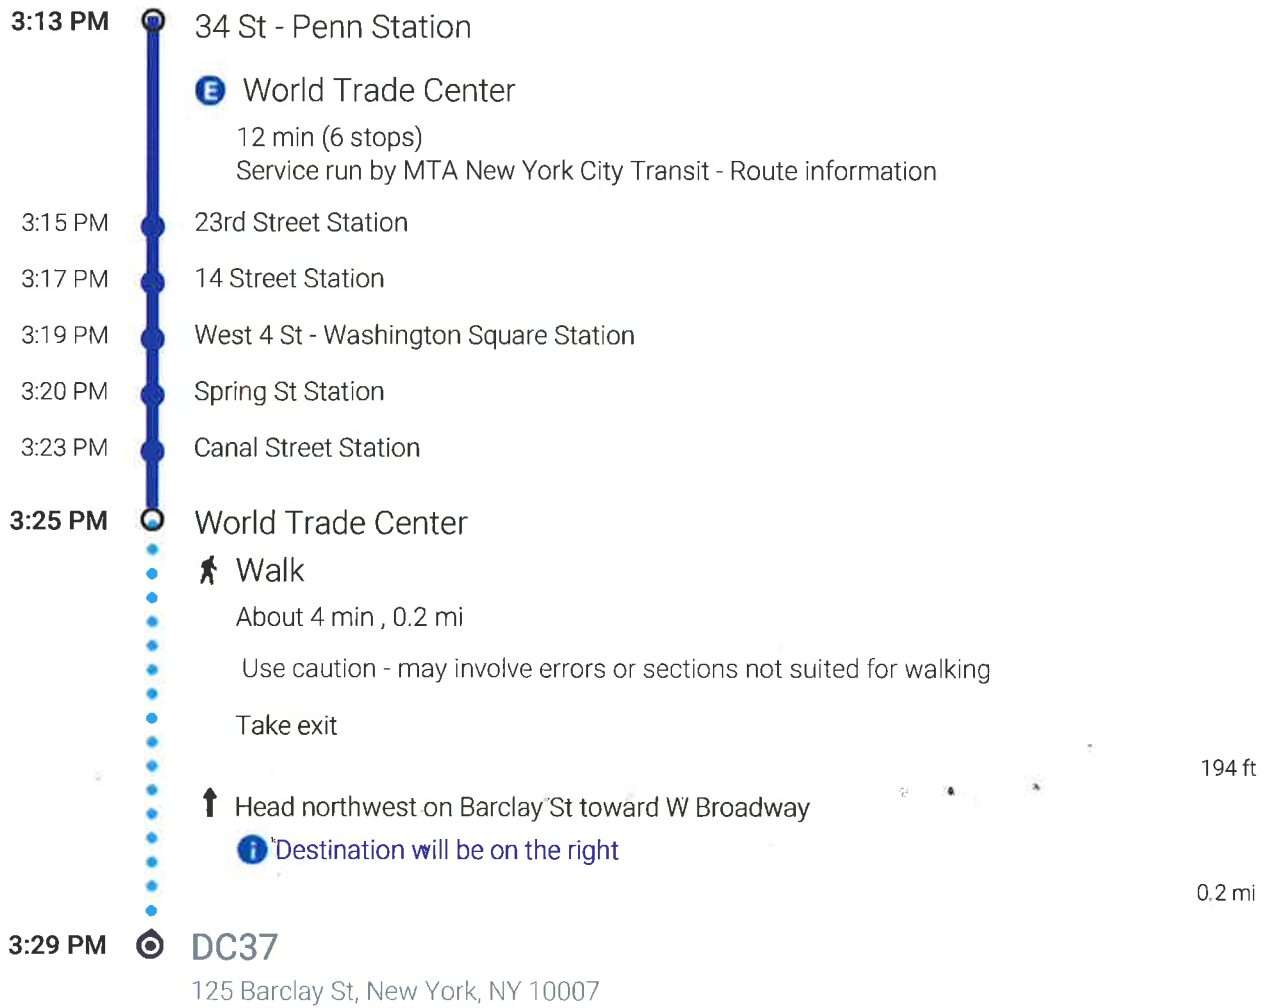 3:13 PM 34 St - Penn Station
E World Trade Center
12 min (6 stops)
Service run by MTA New York City Transit - Route information
3:15 PM 23rd Street Station
3:17 PM 14 Street Station
3:19 PM West 4 St - Washington Square Station
3:20 PM Spring St Station
3:23 PM Canal Street Station
3:25 PM World Trade Center
Walk
About 4 min , 0.2 mi
Use caution - may involve errors or sections not suited for walking
Take exit
194 ft
Head northwest on Barclay St toward W Broadway
i Destination will be on the right
0.2 mi
3:29 PM DC37
125 Barclay St, New York, NY 10007